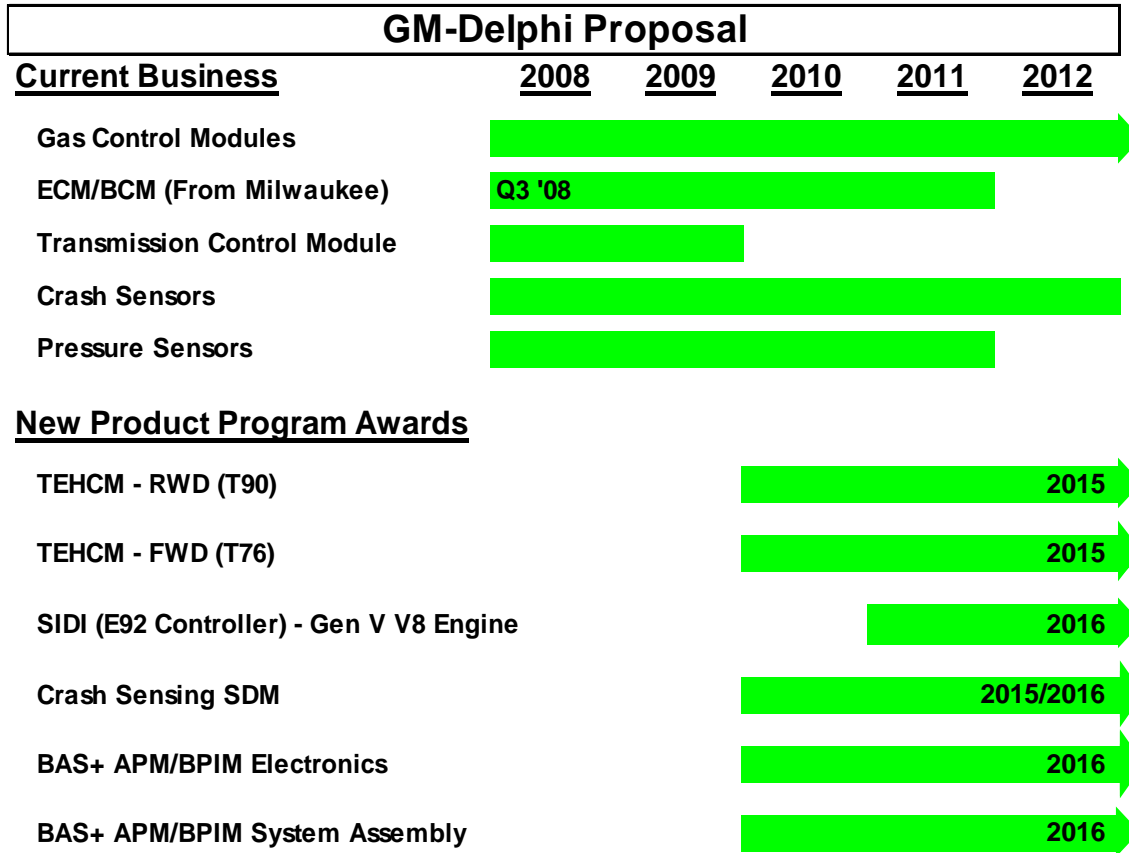 GM-Delphi Proposal
Current Business 2008 2009 2010 2011 2012
Gas Control Modules
ECM/BCM (From Milwaukee) Q3 '08
Transmission Control Module
Crash Sensors
Pressure Sensors
New Product Program Awards
TEHCM - RWD (T90) 2015
TEHCM - FWD (T76) 2015
SIDI (E92 Controller) - Gen V V8 Engine 2016
Crash Sensing SDM 2015/2016
BAS+ APM/BPIM Electronics 2016
BAS+ APM/BPIM System Assembly 2016